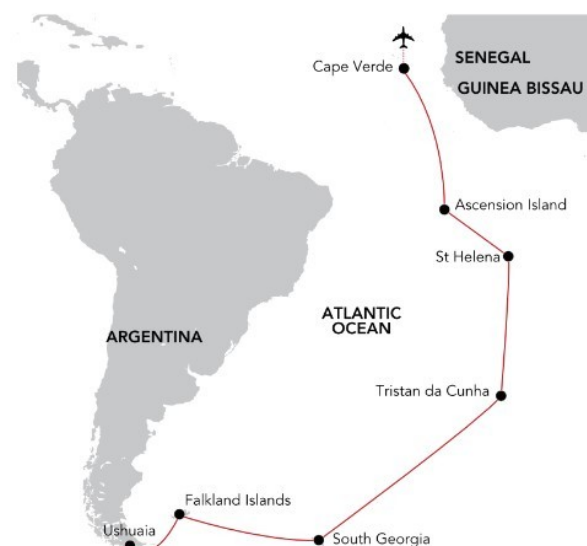 SENEGAL
Cape Verde
GUINEA BISSAU
Ascension Island
St Helena
ATLANTIC
OCEAN
ARGENTINA
Tristan da Cunha
Falkland Islands
Ushuaia
South Georgia